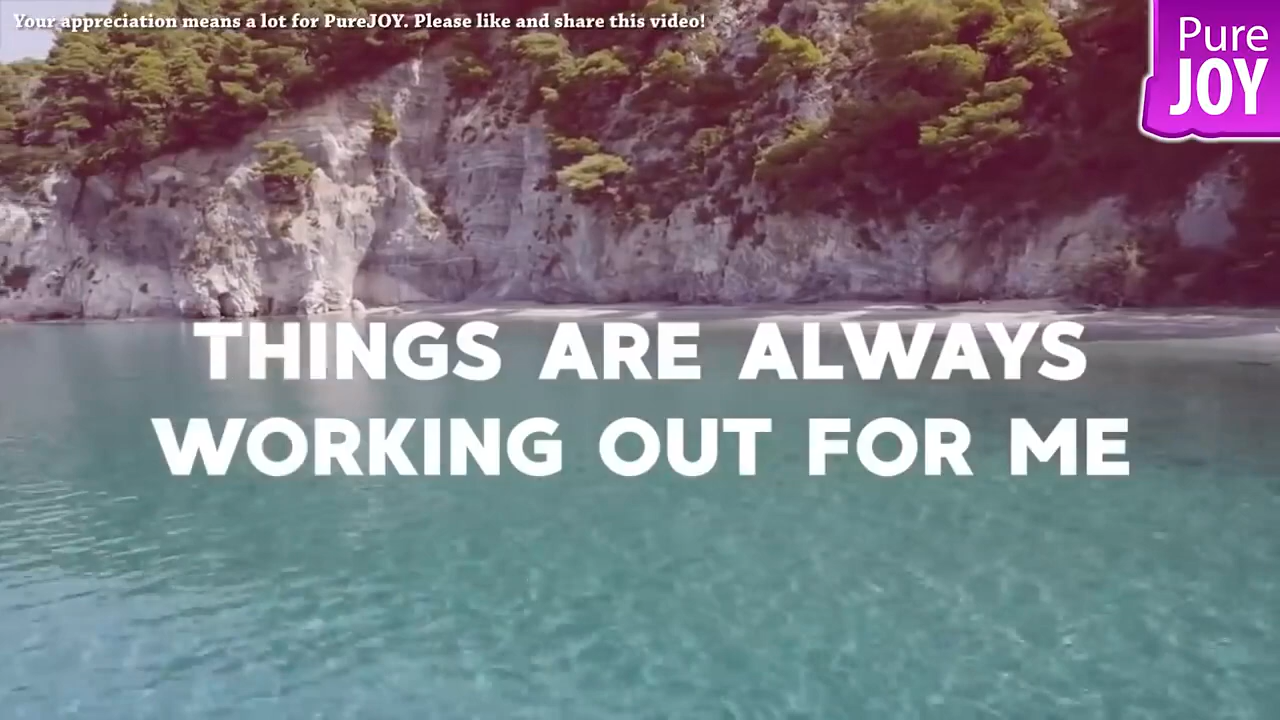 Your appreciation means a lot for PureJOY. Please like and share this video!
Pure
JOY
THINGS ARE ALWAYS
WORKING OUT FOR ME